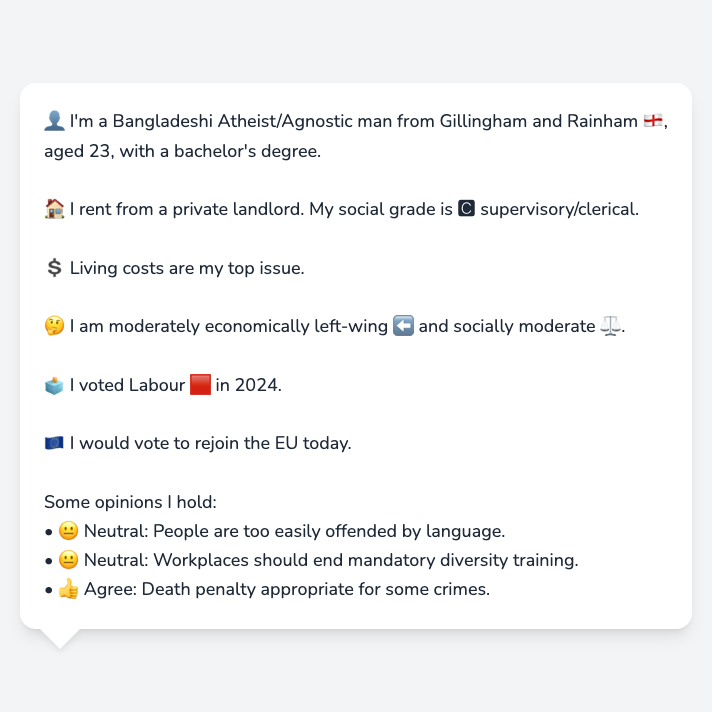 👤 I'm a Bangladeshi Atheist/Agnostic man from Gillingham and Rainham 🏴󠁧󠁢󠁥󠁮󠁧󠁿,
aged 23, with a bachelor's degree.
🏠 I rent from a private landlord. My social grade is 🅲 supervisory/clerical.
💲 Living costs are my top issue.
🤔 I am moderately economically left-wing ⬅️ and socially moderate ⚖️.
🗳️ I voted Labour 🟥 in 2024.
🇪🇺 I would vote to rejoin the EU today.
Some opinions I hold:
• 😐 Neutral: People are too easily offended by language.
• 😐 Neutral: Workplaces should end mandatory diversity training.
• 👍 Agree: Death penalty appropriate for some crimes.